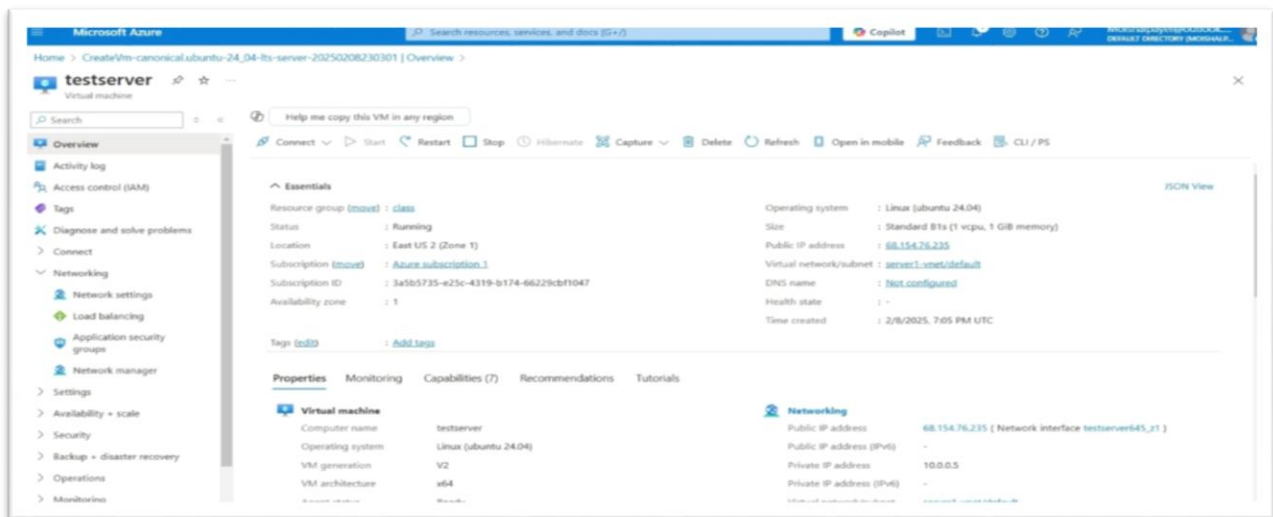 Microsoft Azure
Search resources, services, and docs (G+/)
Copilot
Home > CreateVm-canonical.ubuntu-24_04-lts-server-20250208230301 | Overview >
testserver
Virtual machine
Search
Help me copy this VM in any region
Connect Start Restart Stop Hibernate Capture Delete Refresh Open in mobile Feedback CLI / PS
Overview
Activity log
Access control (IAM)
Tags
Diagnose and solve problems
Connect
Networking
Network settings
Load balancing
Application security
groups
Network manager
Settings
Availability + scale
Security
Backup + disaster recovery
Operations
Monitoring
Essentials
JSON View
Resource group (move) : class
Status : Running
Location : East US 2 (Zone 1)
Subscription (move) : Azure subscription 1
Subscription ID : 3a5b5735-e25c-4319-b174-66229cbf1047
Availability zone : 1
Operating system : Linux (ubuntu 24.04)
Size : Standard B1s (1 vcpu, 1 GiB memory)
Public IP address : 68.154.76.235
Virtual network/subnet : server1-vnet/default
DNS name : Not configured
Health state : -
Time created : 2/8/2025, 7:05 PM UTC
Tags (edit) : Add tags
Properties Monitoring Capabilities (7) Recommendations Tutorials
Virtual machine
Computer name testserver
Operating system Linux (ubuntu 24.04)
VM generation V2
VM architecture x64
Agent status Ready
Networking
Public IP address 68.154.76.235 ( Network interface testserver645_z1 )
Public IP address (IPv6) -
Private IP address 10.0.0.5
Private IP address (IPv6) -
Virtual network/subnet server1-vnet/default